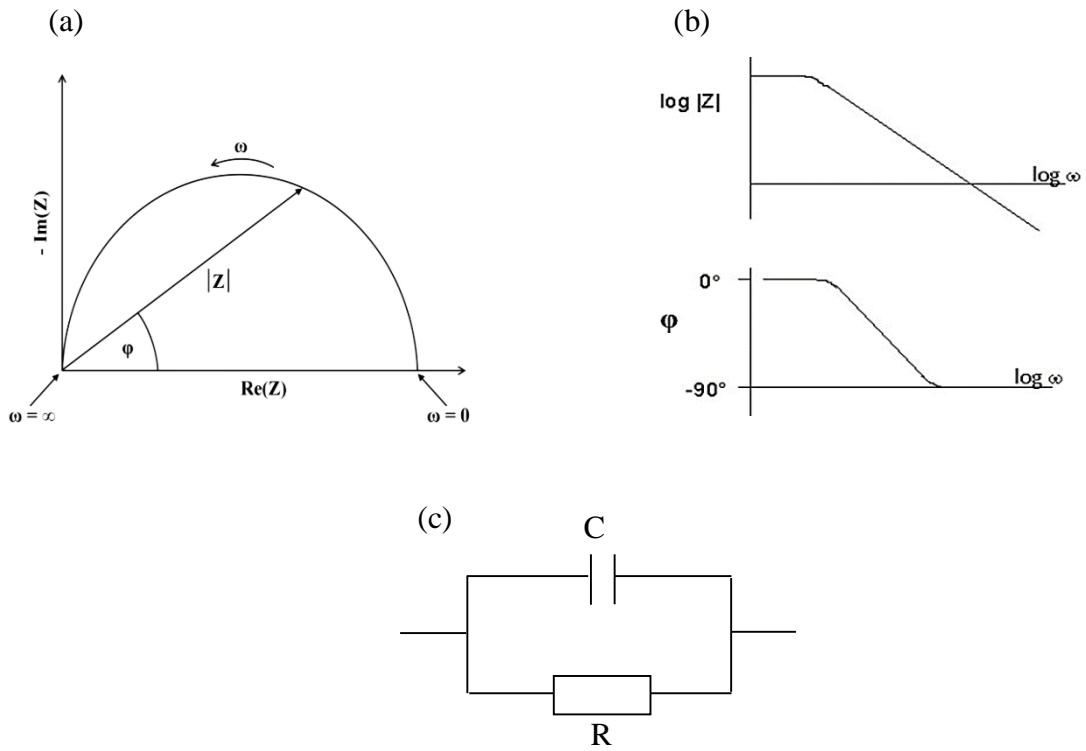 (a)
- Im(Z)
ω
|Z|
φ
Re(Z)
ω = ∞
ω = 0
(b)
log |Z|
log ω
0°
φ
-90°
log ω
(c)
C
R